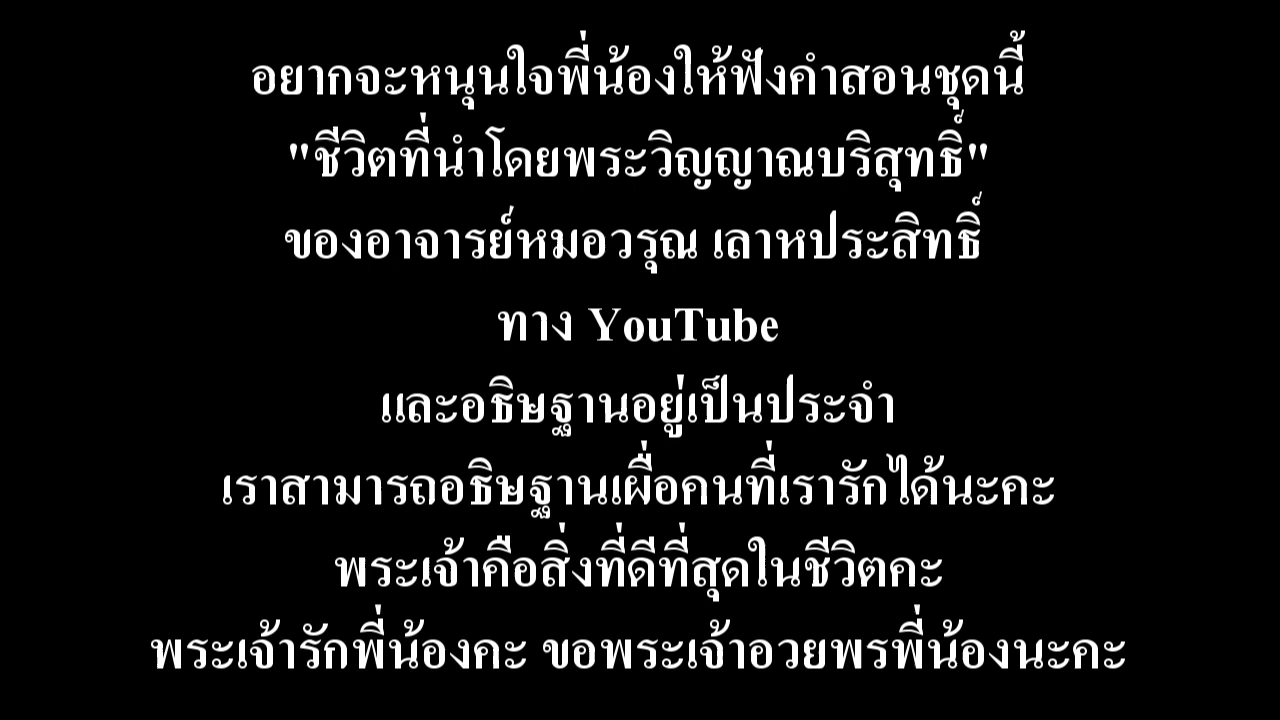 อยากจะหนุนใจพี่น้องให้ฟังคำสอนชุดนี้
"ชีวิตที่นำโดยพระวิญญาณบริสุทธิ์"
ของอาจารย์หมอวรุณ เลาหประสิทธิ์
ทาง YouTube
และอธิษฐานอยู่เป็นประจำ
เราสามารถอธิษฐานเผื่อคนที่เรารักได้นะคะ
พระเจ้าคือสิ่งที่ดีที่สุดในชีวิตคะ
พระเจ้ารักพี่น้องคะ ขอพระเจ้าอวยพรพี่น้องนะคะ